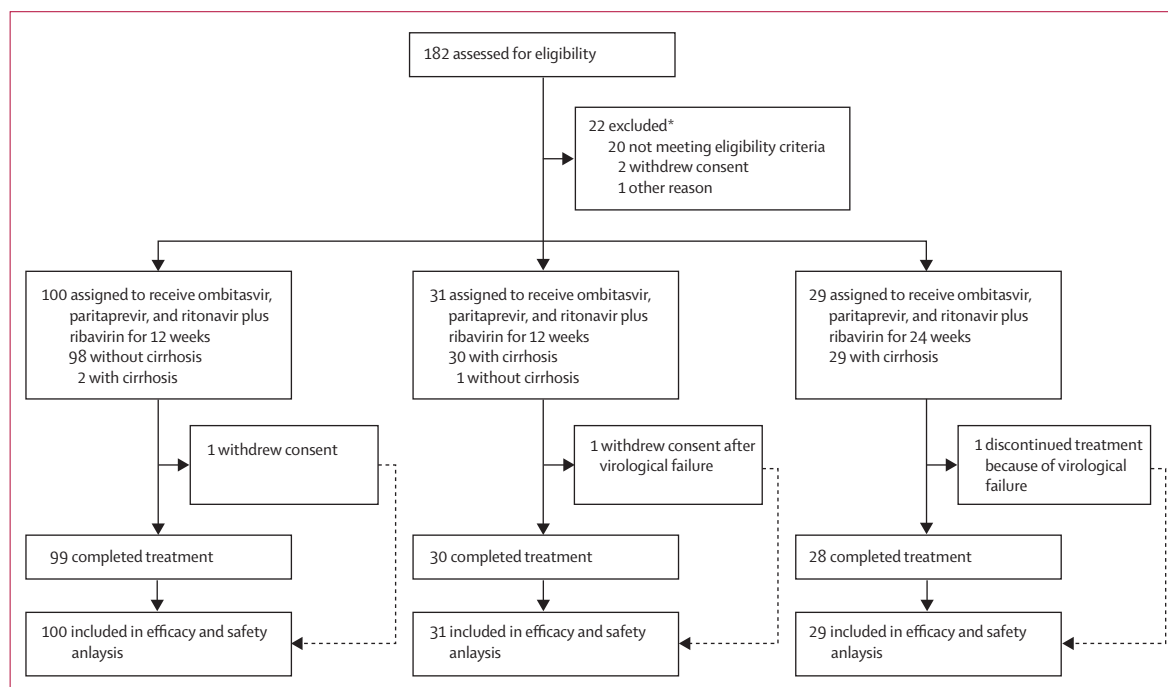 182 assessed for eligibility
22 excluded*
20 not meeting eligibility criteria
2 withdrew consent
1 other reason
100 assigned to receive ombitasvir,
paritaprevir, and ritonavir plus
ribavirin for 12 weeks
98 without cirrhosis
2 with cirrhosis
31 assigned to receive ombitasvir,
paritaprevir, and ritonavir plus
ribavirin for 12 weeks
30 with cirrhosis
1 without cirrhosis
29 assigned to receive ombitasvir,
paritaprevir, and ritonavir plus
ribavirin for 24 weeks
29 with cirrhosis
1 withdrew consent
1 withdrew consent after
virological failure
1 discontinued treatment
because of virological
failure
99 completed treatment
30 completed treatment
28 completed treatment
100 included in efficacy and safety
anlaysis
31 included in efficacy and safety
anlaysis
29 included in efficacy and safety
anlaysis